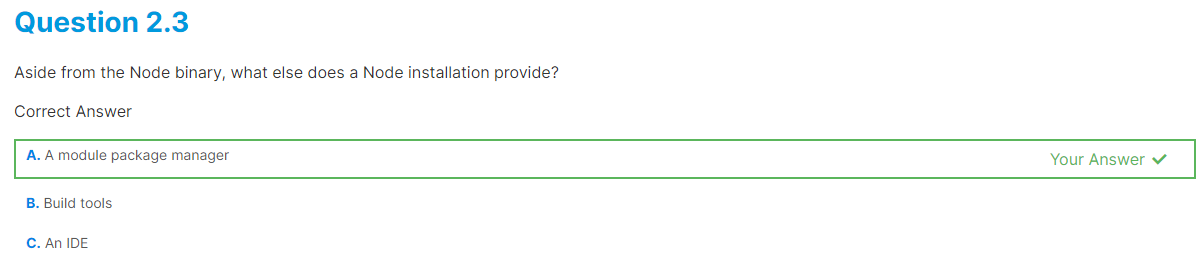 Question 2.3
Aside from the Node binary, what else does a Node installation provide?
Correct Answer
A. A module package manager
Your Answer ✔
B. Build tools
C. An IDE